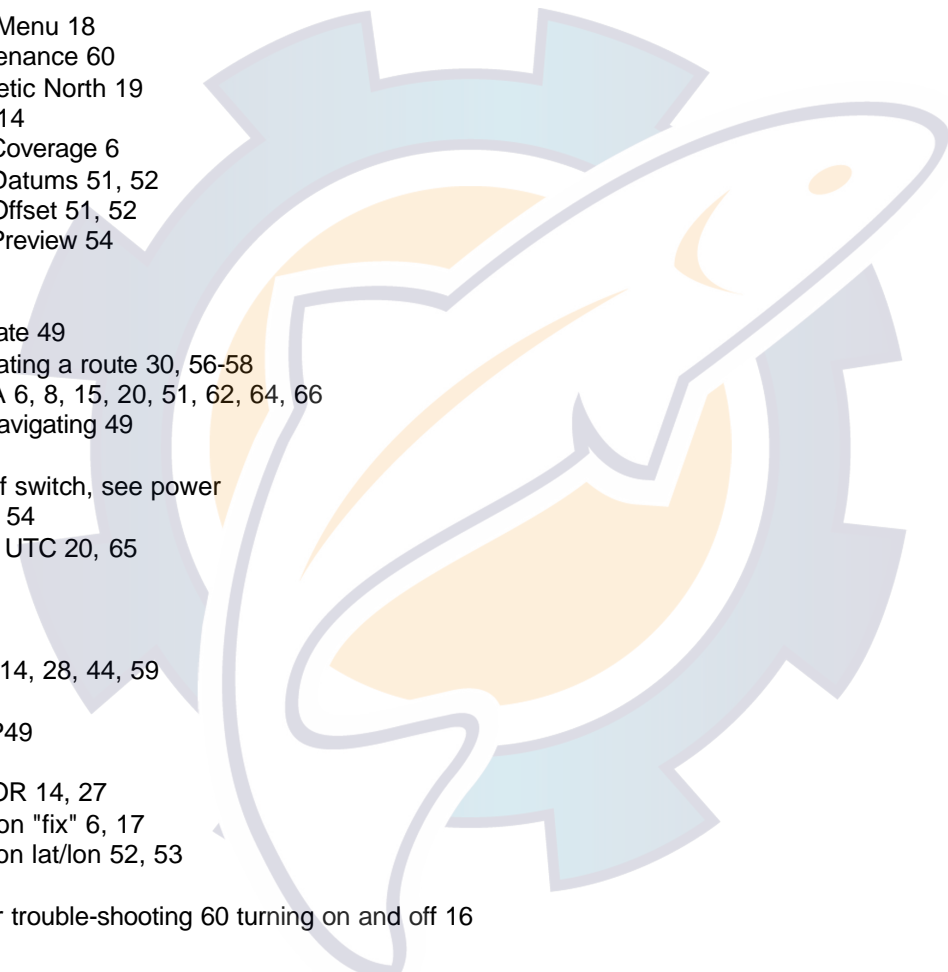 Menu 18
enance 60
etic North 19
14
Coverage 6
Datums 51, 52
Offset 51, 52
Preview 54
ate 49
ating a route 30, 56-58
A 6, 8, 15, 20, 51, 62, 64, 66
avigating 49
f switch, see power
54
UTC 20, 65
14, 28, 44, 59
P49
OR 14, 27
on "fix" 6, 17
on lat/lon 52, 53
r trouble-shooting 60 turning on and off 16